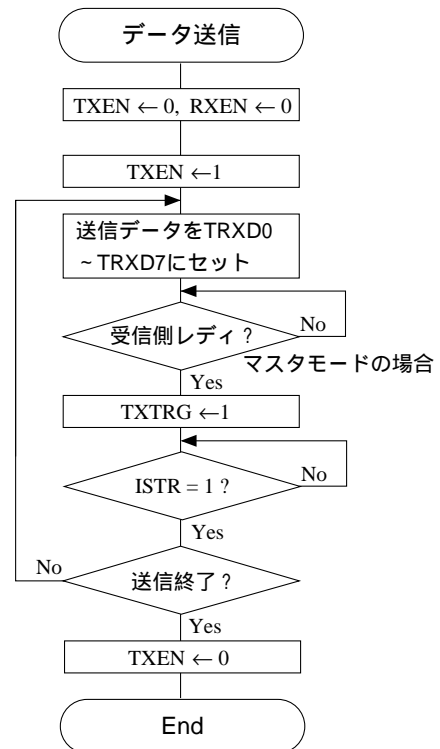 データ送信
TXEN ← 0, RXEN ← 0
TXEN ←1
送信データをTRXD0
~ TRXD7にセット
受信側レディ?
No
マスタモードの場合
Yes
TXTRG ←1
ISTR = 1 ?
No
Yes
送信終了?
No
Yes
TXEN ← 0
End